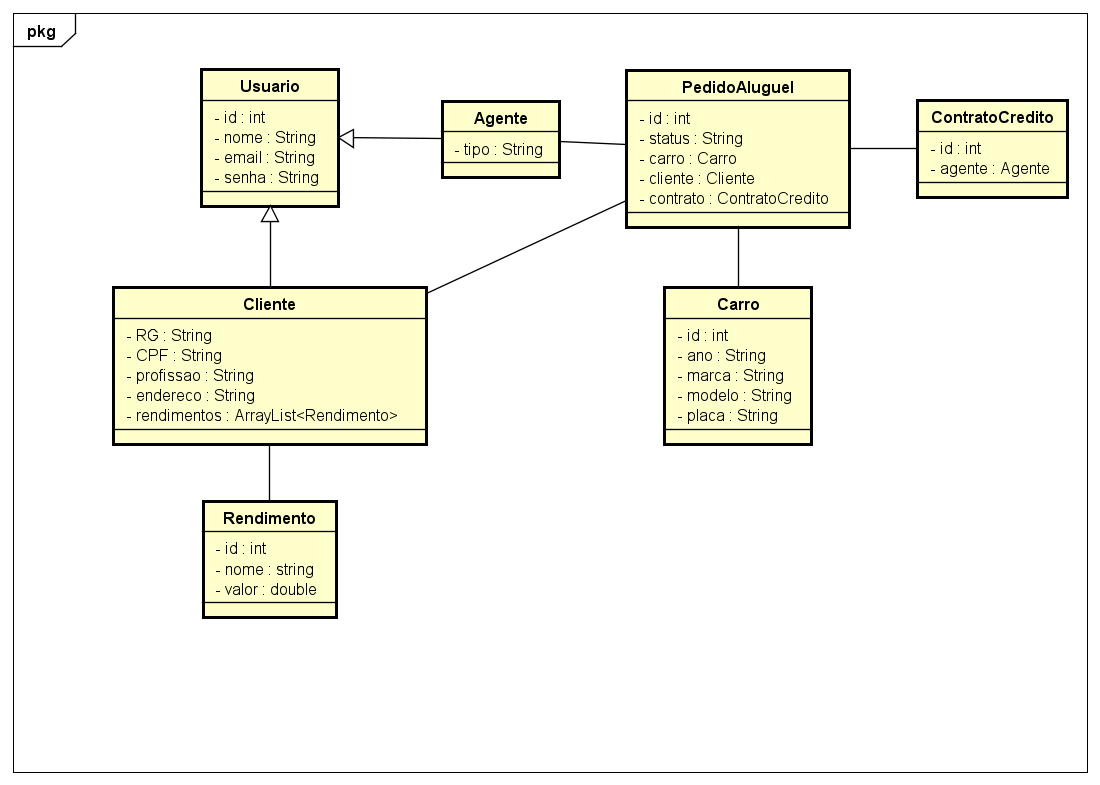 pkg
Usuario
- id : int
- nome : String
- email : String
- senha : String
Agente
- tipo : String
PedidoAluguel
- id : int
- status : String
- carro : Carro
- cliente : Cliente
- contrato : ContratoCredito
ContratoCredito
- id : int
- agente : Agente
Cliente
- RG : String
- CPF : String
- profissao : String
- endereco : String
- rendimentos : ArrayList<Rendimento>
Carro
- id : int
- ano : String
- marca : String
- modelo : String
- placa : String
Rendimento
- id : int
- nome : string
- valor : double